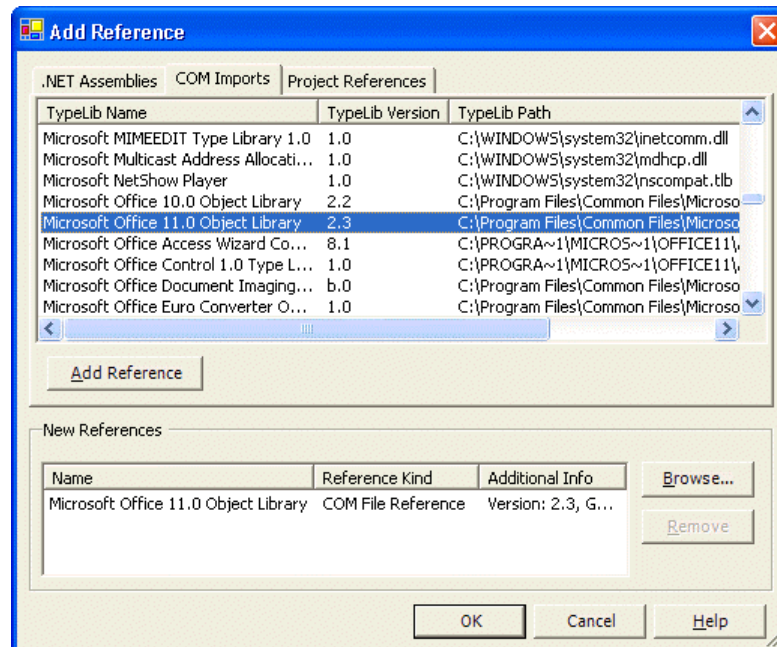 Add Reference
.NET Assemblies COM Imports Project References
TypeLib Name TypeLib Version TypeLib Path
Microsoft MIMEEDIT Type Library 1.0 1.0 C:\WINDOWS\system32\inetcomm.dll
Microsoft Multicast Address Allocati... 1.0 C:\WINDOWS\system32\mdhcp.dll
Microsoft NetShow Player 1.0 C:\WINDOWS\system32\nscompat.tlb
Microsoft Office 10.0 Object Library 2.2 C:\Program Files\Common Files\Microso
Microsoft Office 11.0 Object Library 2.3 C:\Program Files\Common Files\Microso
Microsoft Office Access Wizard Co... 8.1 C:\PROGRA~1\MICROS~1\OFFICE11\
Microsoft Office Control 1.0 Type L... 1.0 C:\PROGRA~1\MICROS~1\OFFICE11\
Microsoft Office Document Imaging... b.0 C:\Program Files\Common Files\Microso
Microsoft Office Euro Converter O... 1.0 C:\Program Files\Common Files\Microso
Add Reference
New References
Name Reference Kind Additional Info
Microsoft Office 11.0 Object Library COM File Reference Version: 2.3, G...
Browse...
Remove
OK Cancel Help